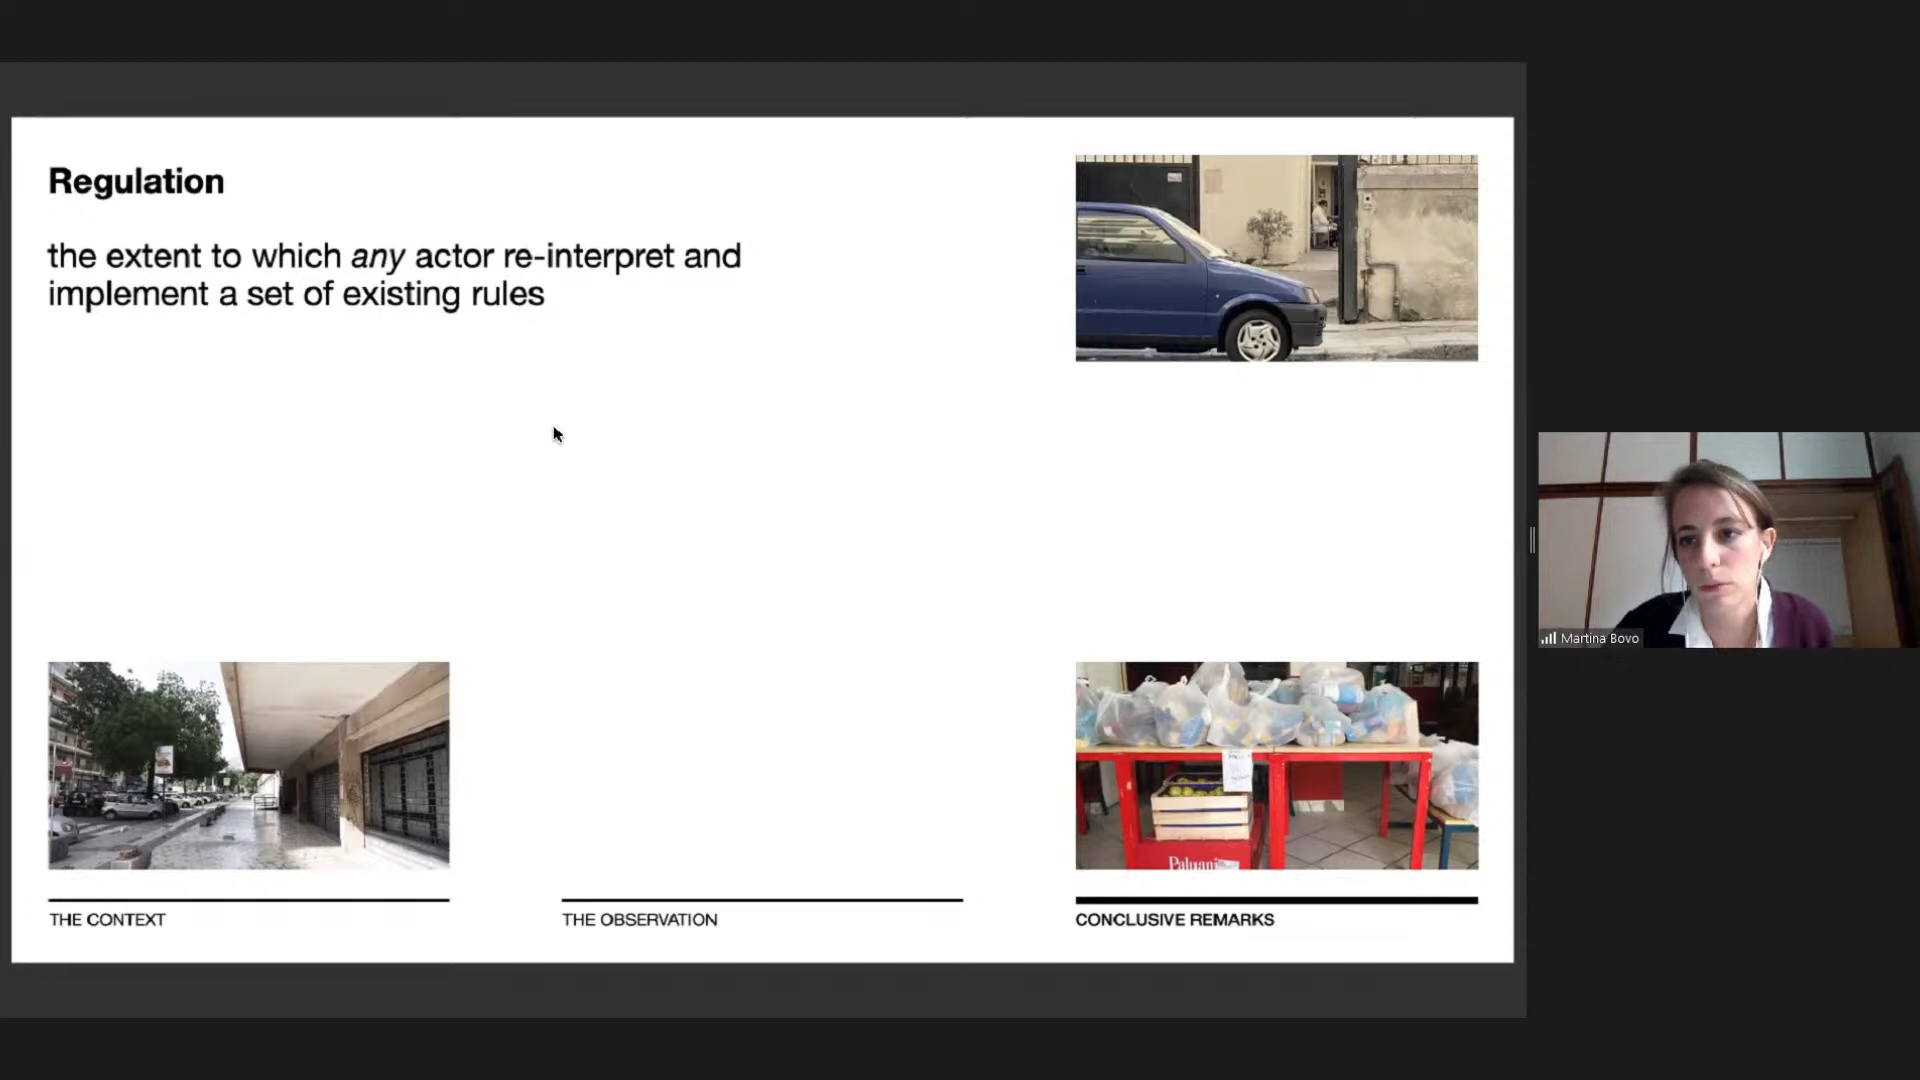 Regulation
the extent to which any actor re-interpret and
implement a set of existing rules
Paluani
THE CONTEXT
THE OBSERVATION
CONCLUSIVE REMARKS
Martina Bovo